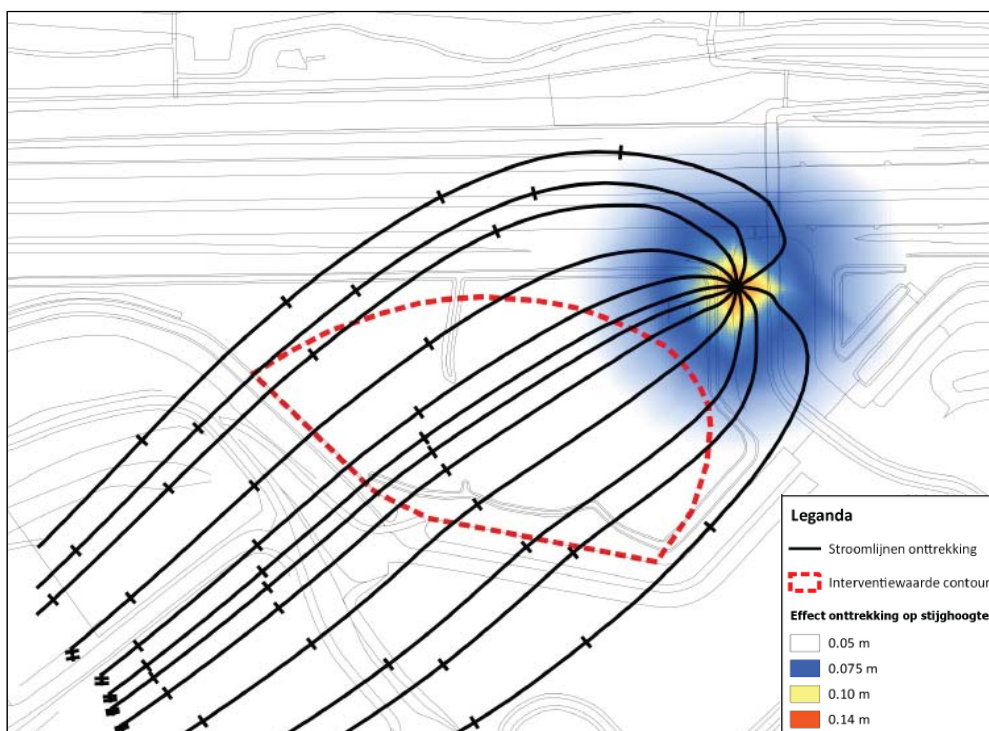 Leganda
Stroomlijnen onttrekking
Interventiewaarde contour
Effect onttrekking op stijghoogte
0.05 m
0.075 m
0.10 m
0.14 m